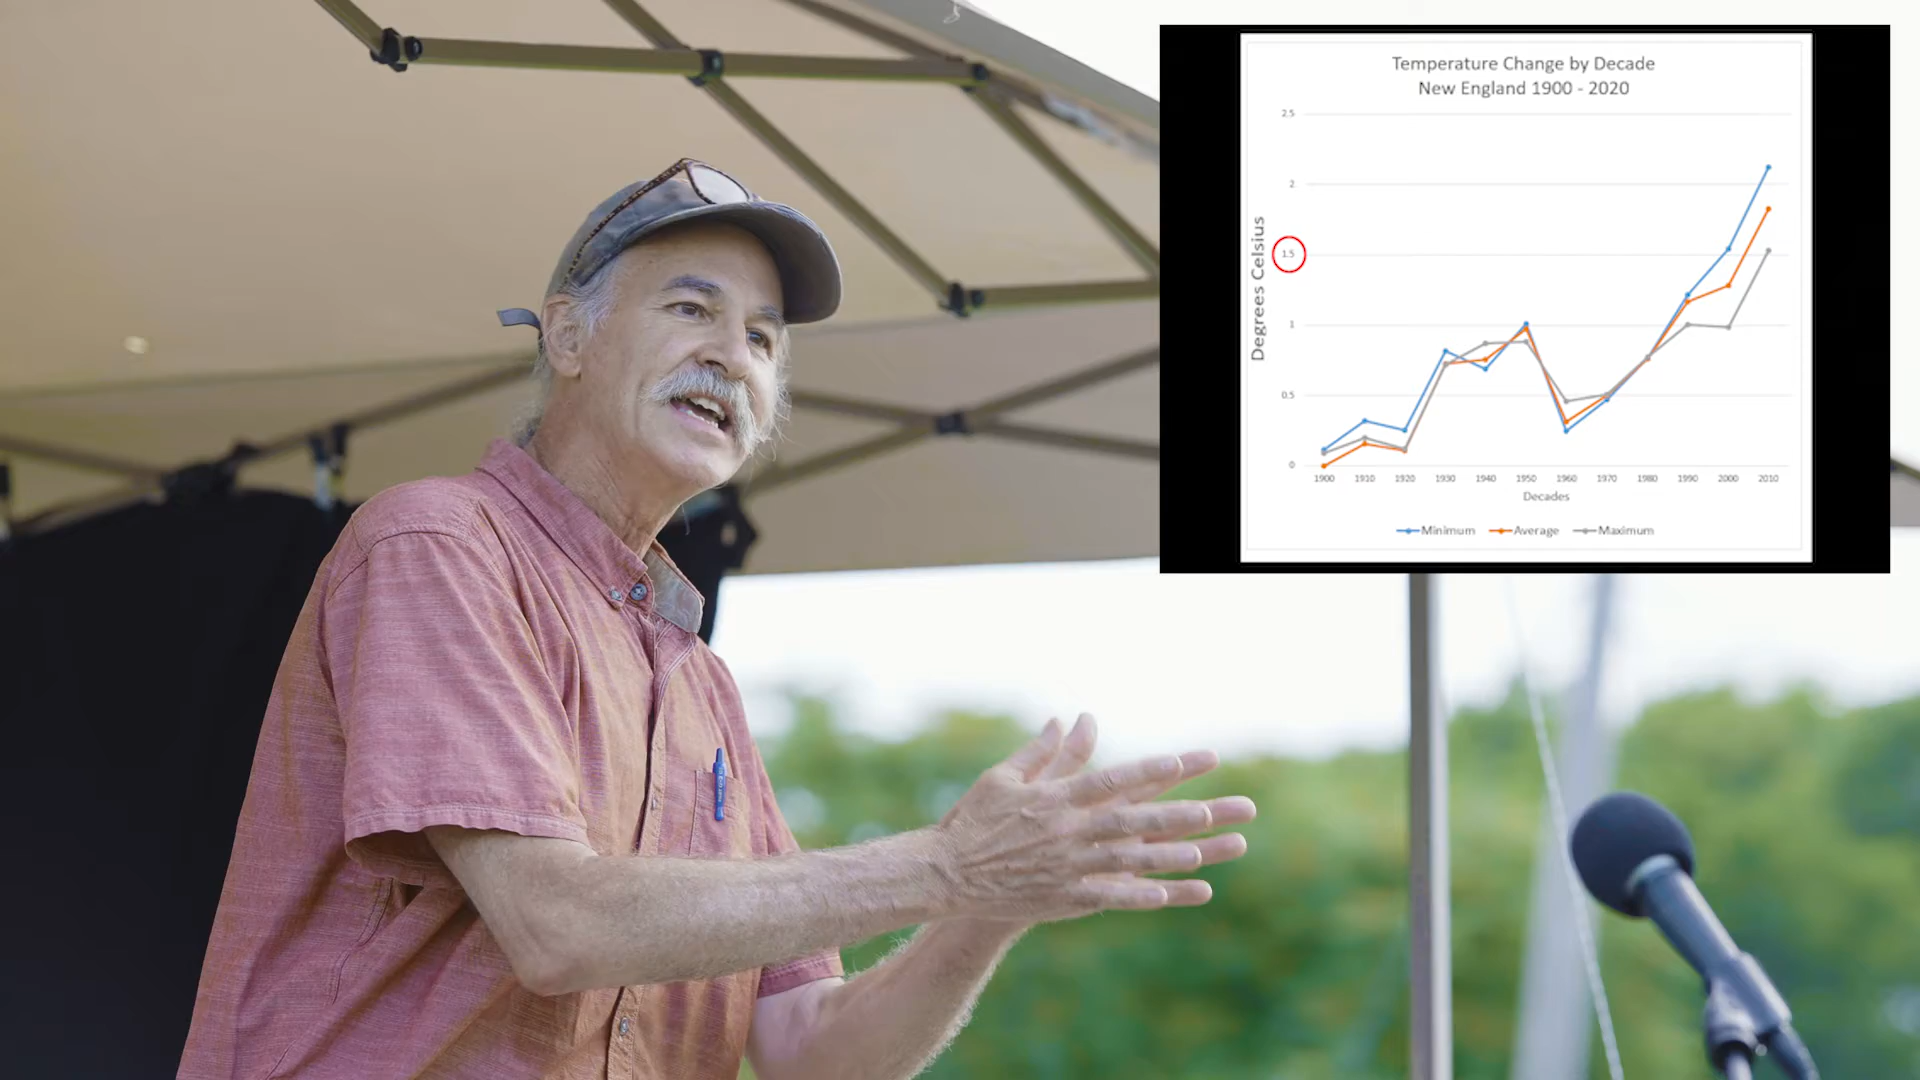 Temperature Change by Decade
New England 1900 - 2020
Degrees Celsius
2.5
2
1.5
1
0.5
0
1900 1910 1920 1930 1940 1950 1960 1970 1980 1990 2000 2010
Decades
Minimum Average Maximum